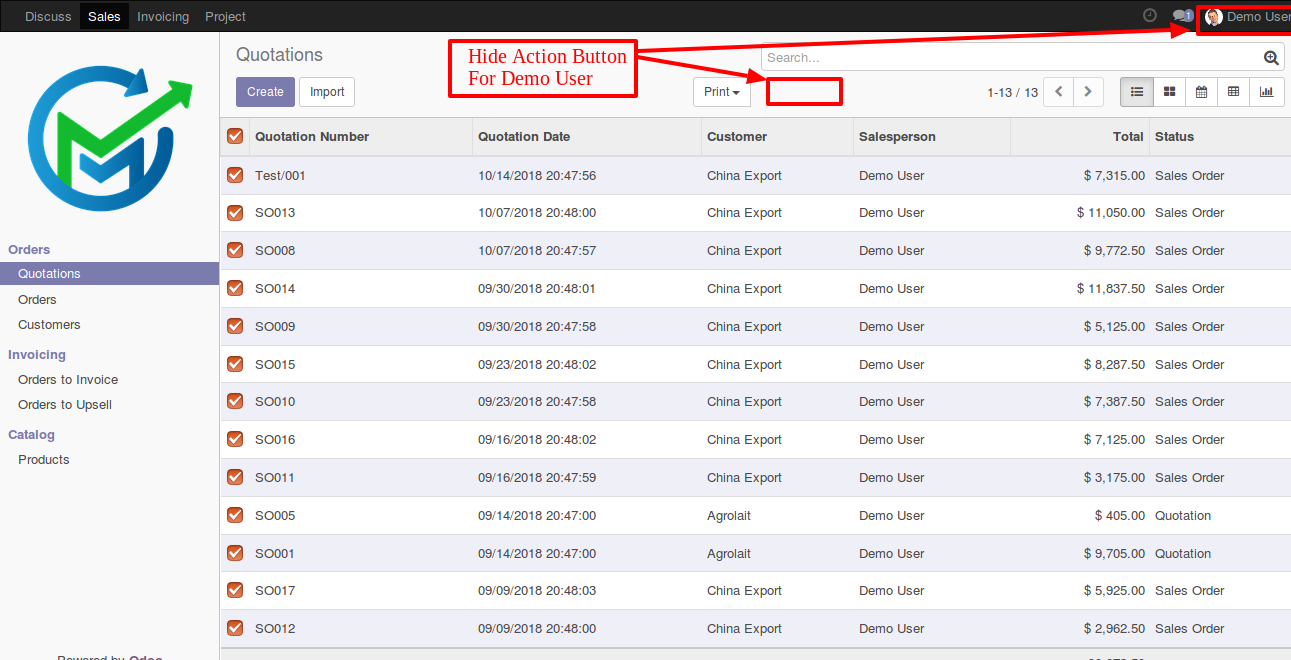 Discuss Sales Invoicing Project 1 Demo User
Quotations
Hide Action Button
For Demo User
Search...
Create Import Print 1-13 / 13
Quotation Number Quotation Date Customer Salesperson Total Status
Test/001 10/14/2018 20:47:56 China Export Demo User $ 7,315.00 Sales Order
SO013 10/07/2018 20:48:00 China Export Demo User $ 11,050.00 Sales Order
SO008 10/07/2018 20:47:57 China Export Demo User $ 9,772.50 Sales Order
SO014 09/30/2018 20:48:01 China Export Demo User $ 11,837.50 Sales Order
SO009 09/30/2018 20:47:58 China Export Demo User $ 5,125.00 Sales Order
SO015 09/23/2018 20:48:02 China Export Demo User $ 8,287.50 Sales Order
SO010 09/23/2018 20:47:58 China Export Demo User $ 7,387.50 Sales Order
SO016 09/16/2018 20:48:02 China Export Demo User $ 7,125.00 Sales Order
SO011 09/16/2018 20:47:59 China Export Demo User $ 3,175.00 Sales Order
SO005 09/14/2018 20:47:00 Agrolait Demo User $ 405.00 Quotation
SO001 09/14/2018 20:47:00 Agrolait Demo User $ 9,705.00 Quotation
SO017 09/09/2018 20:48:03 China Export Demo User $ 5,925.00 Sales Order
SO012 09/09/2018 20:48:00 China Export Demo User $ 2,962.50 Sales Order
Orders
Quotations
Orders
Customers
Invoicing
Orders to Invoice
Orders to Upsell
Catalog
Products
Powered by Odoo